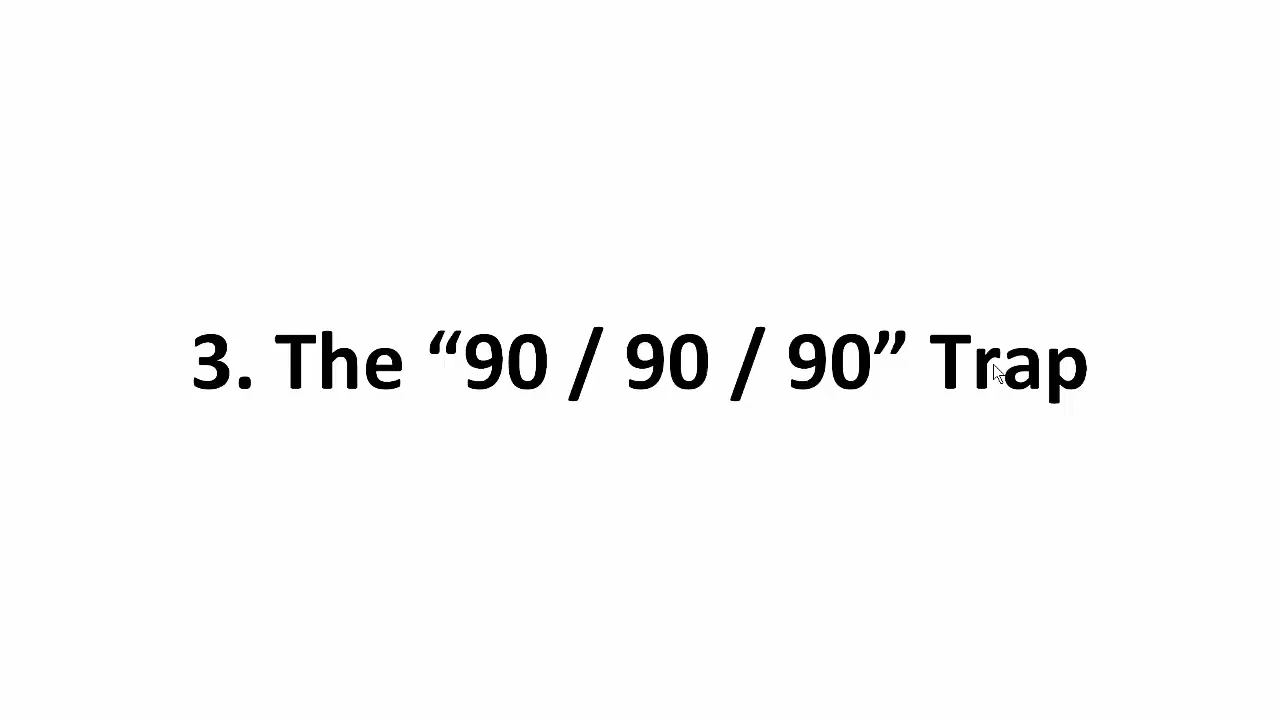 3. The “90 / 90 / 90” Trap